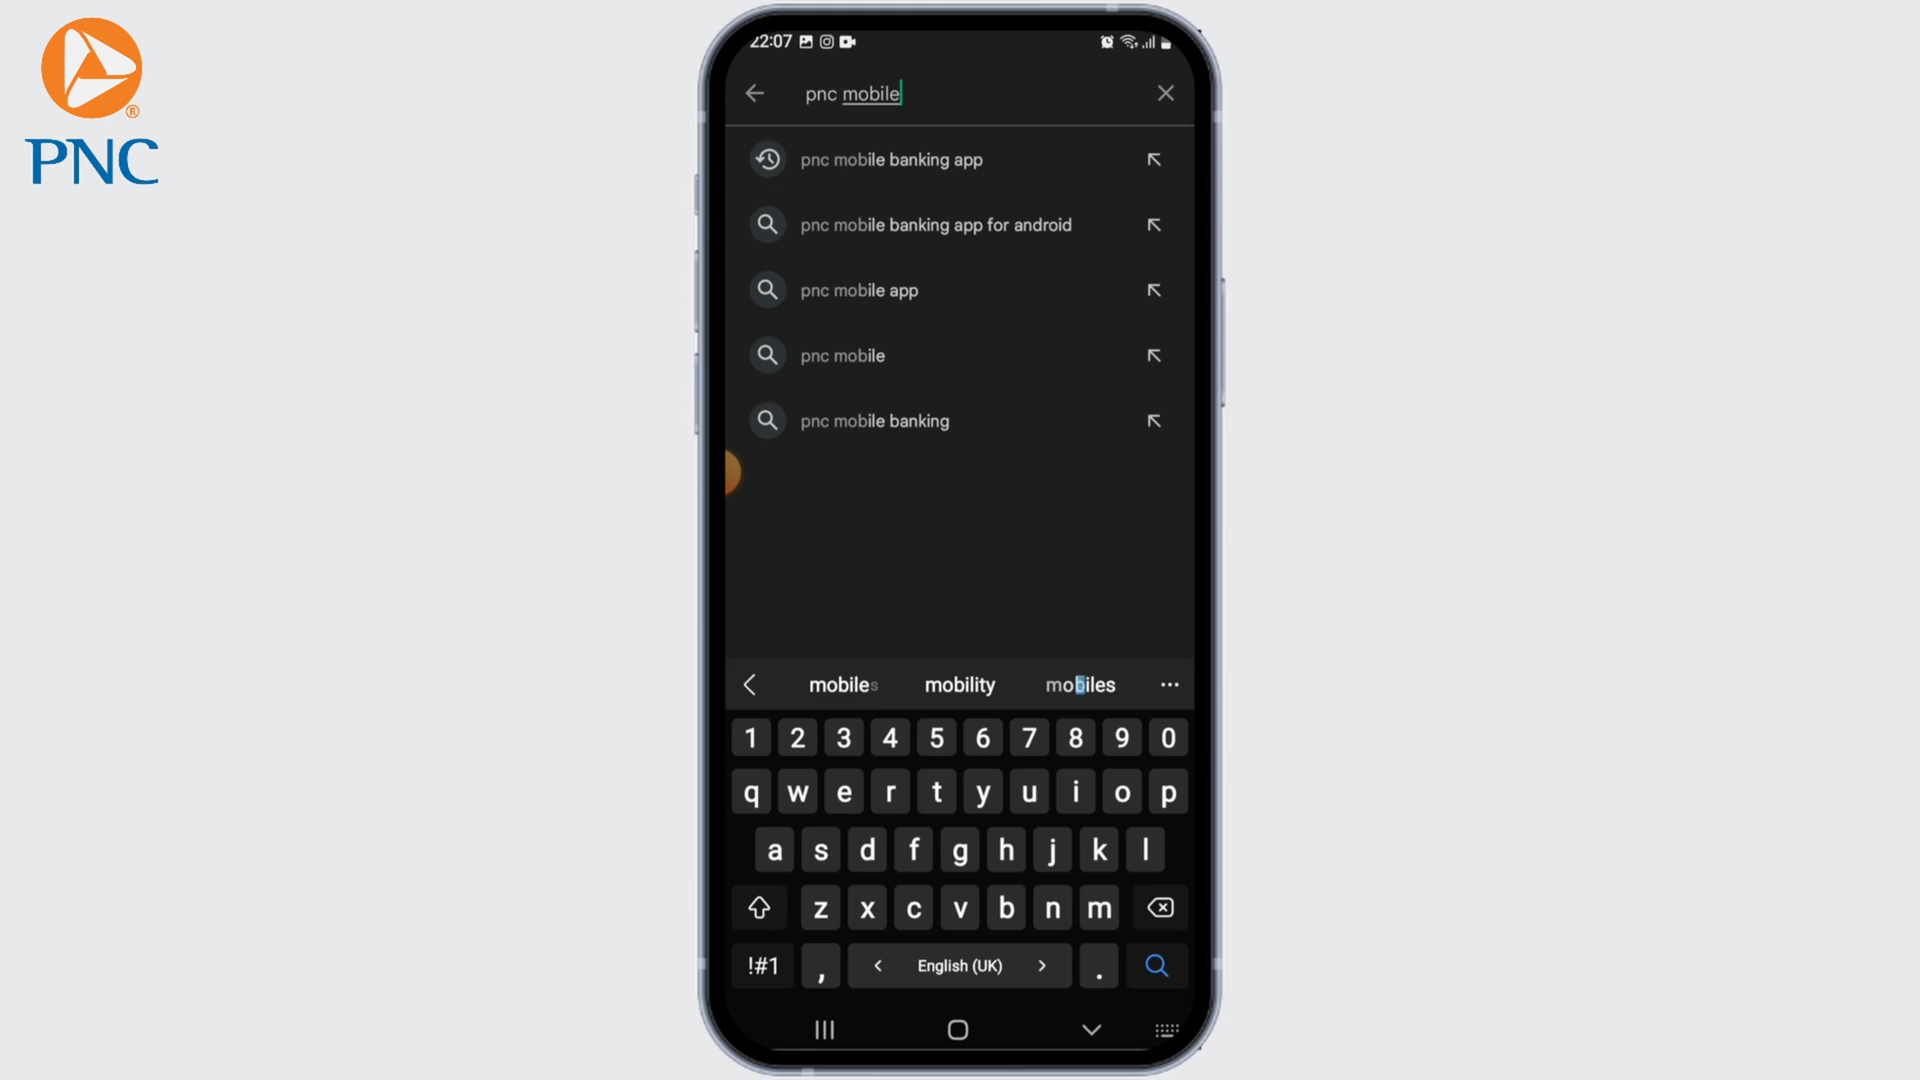 PNC
®
22:07
pnc mobile
pnc mobile banking app
pnc mobile banking app for android
pnc mobile app
pnc mobile
pnc mobile banking
mobiles mobility mobiles ...
1 2 3 4 5 6 7 8 9 0
q w e r t y u i o p
a s d f g h j k l
z x c v b n m
!#1 , < English (UK) > .